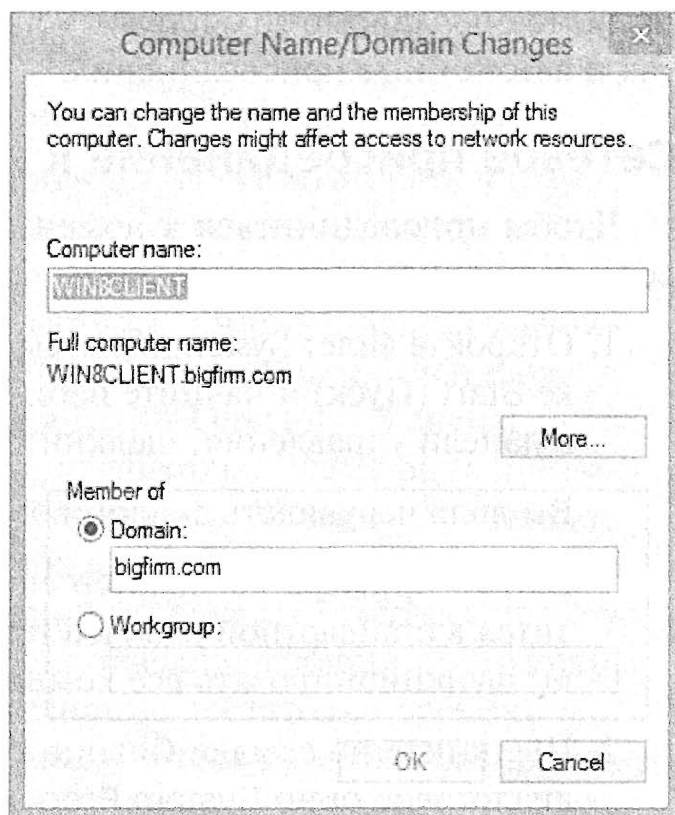 Computer Name/Domain Changes
You can change the name and the membership of this
computer. Changes might affect access to network resources.
Computer name:
WIN8CLIENT
Full computer name:
WIN8CLIENT.bigfirm.com
More...
Member of
Domain:
bigfirm.com
Workgroup:
OK
Cancel